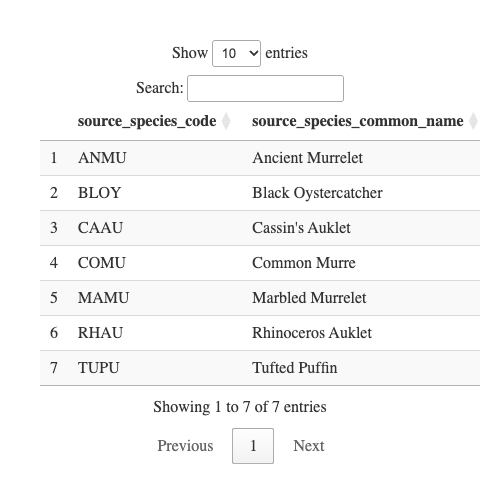 Show 10 entries
Search:
source_species_code source_species_common_name
1 ANMU Ancient Murrelet
2 BLOY Black Oystercatcher
3 CAAU Cassin's Auklet
4 COMU Common Murre
5 MAMU Marbled Murrelet
6 RHAU Rhinoceros Auklet
7 TUPU Tufted Puffin
Showing 1 to 7 of 7 entries
Previous 1 Next